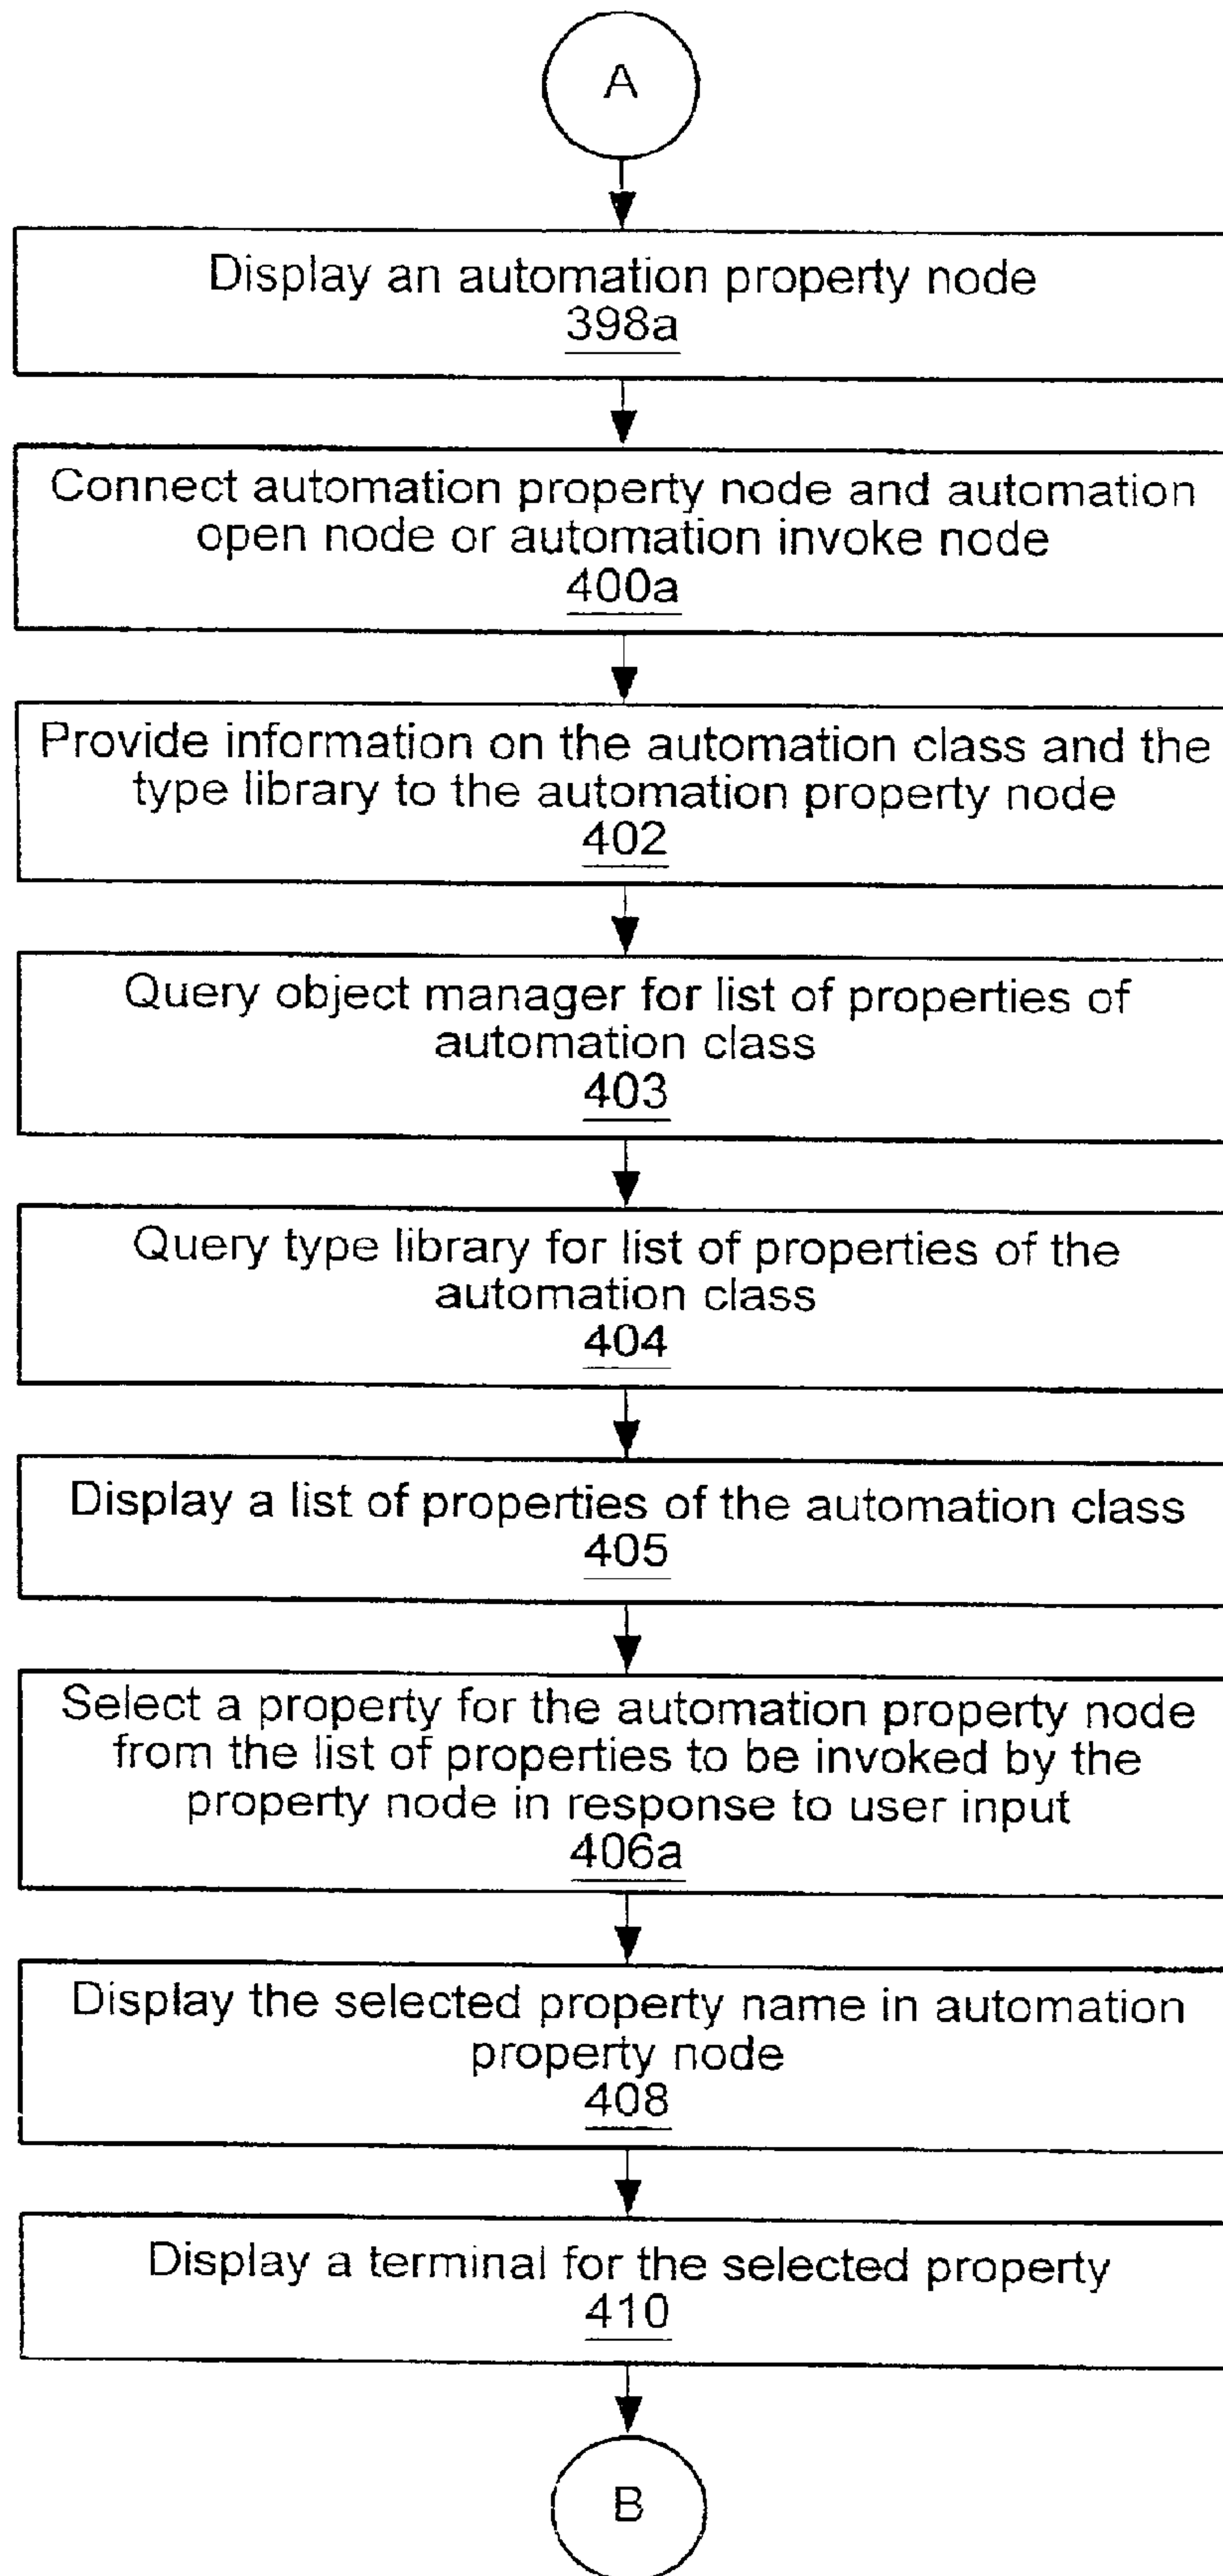 A
Display an automation property node
398a
Connect automation property node and automation
open node or automation invoke node
400a
Provide information on the automation class and the
type library to the automation property node
402
Query object manager for list of properties of
automation class
403
Query type library for list of properties of the
automation class
404
Display a list of properties of the automation class
405
Select a property for the automation property node
from the list of properties to be invoked by the
property node in response to user input
406a
Display the selected property name in automation
property node
408
Display a terminal for the selected property
410
B